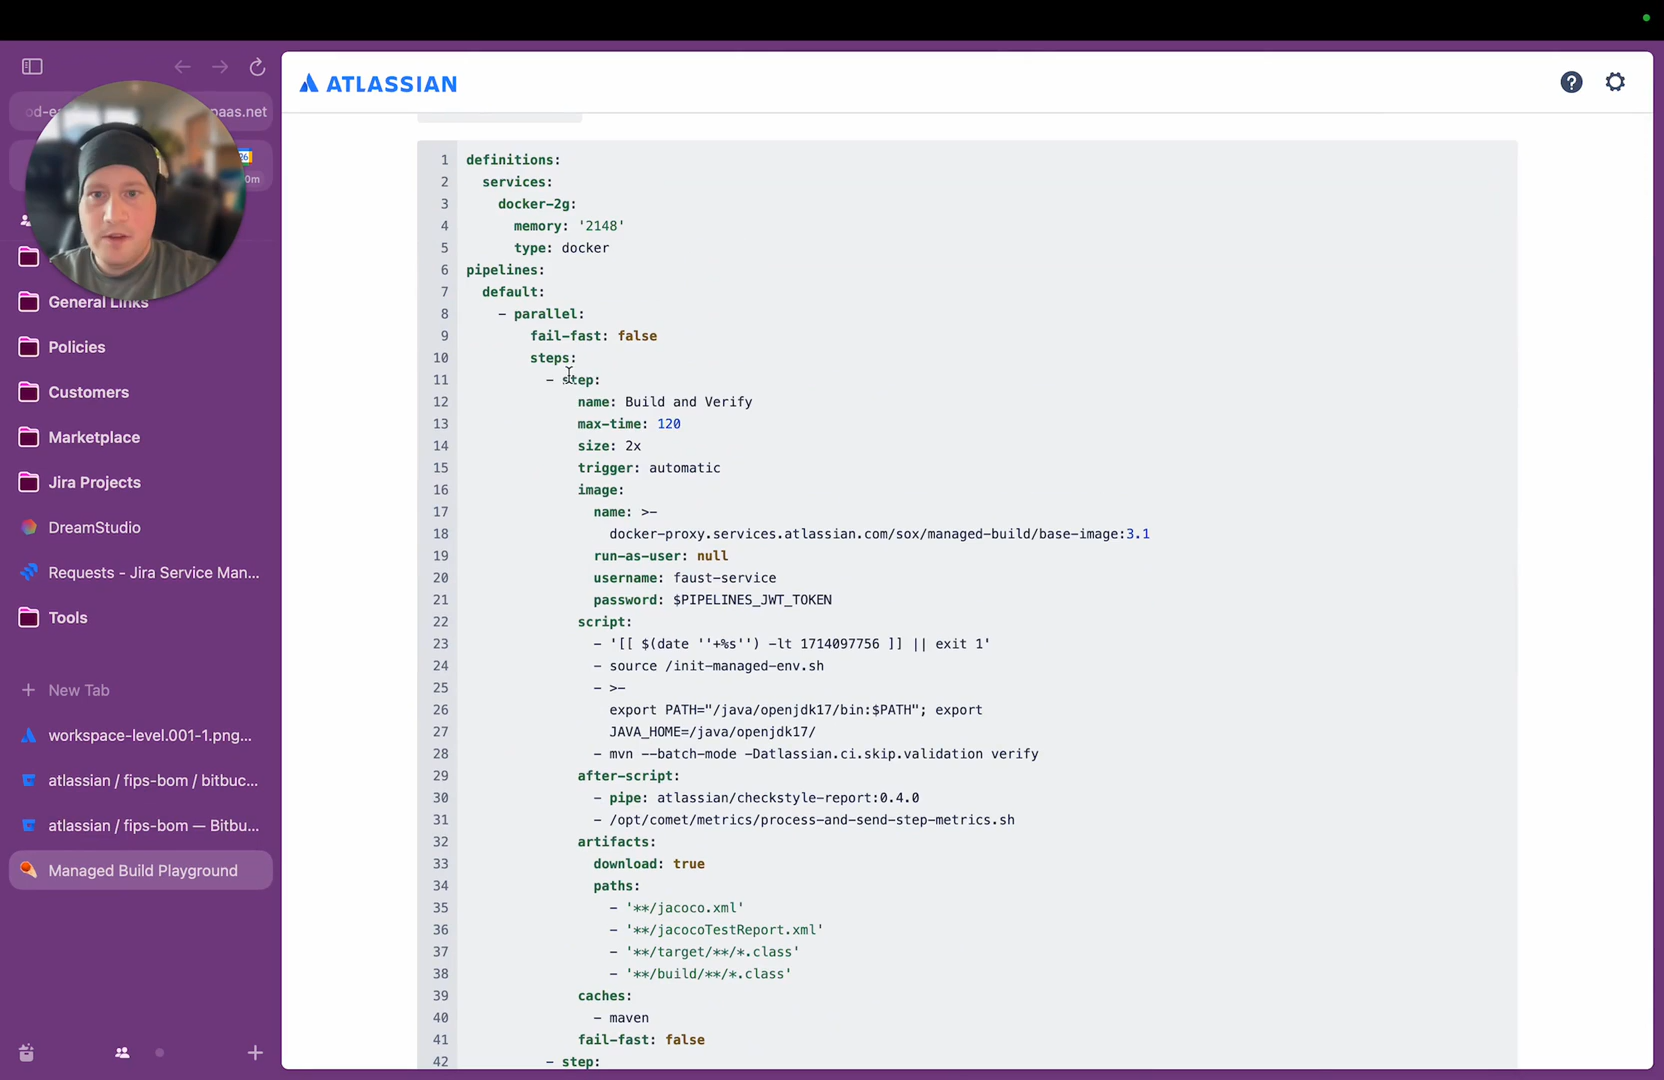 ATLASSIAN
paas.net
General Links
Policies
Customers
Marketplace
Jira Projects
DreamStudio
Requests - Jira Service Man...
Tools
New Tab
workspace-level.001-1.png...
atlassian / fips-bom / bitbuc...
atlassian / fips-bom — Bitbu...
Managed Build Playground
1 definitions:
2 services:
3 docker-2g:
4 memory: '2148'
5 type: docker
6 pipelines:
7 default:
8 - parallel:
9 fail-fast: false
10 steps:
11 - step:
12 name: Build and Verify
13 max-time: 120
14 size: 2x
15 trigger: automatic
16 image:
17 name: >-
18 docker-proxy.services.atlassian.com/sox/managed-build/base-image:3.1
19 run-as-user: null
20 username: faust-service
21 password: $PIPELINES_JWT_TOKEN
22 script:
23 - '[[ $(date ''+%s'') -lt 1714097756 ]] || exit 1'
24 - source /init-managed-env.sh
25 - >-
26 export PATH="/java/openjdk17/bin:$PATH"; export
27 JAVA_HOME=/java/openjdk17/
28 - mvn --batch-mode -Datlassian.ci.skip.validation verify
29 after-script:
30 - pipe: atlassian/checkstyle-report:0.4.0
31 - /opt/comet/metrics/process-and-send-step-metrics.sh
32 artifacts:
33 download: true
34 paths:
35 - '**/jacoco.xml'
36 - '**/jacocoTestReport.xml'
37 - '**/target/**/*.class'
38 - '**/build/**/*.class'
39 caches:
40 - maven
41 fail-fast: false
42 - step: